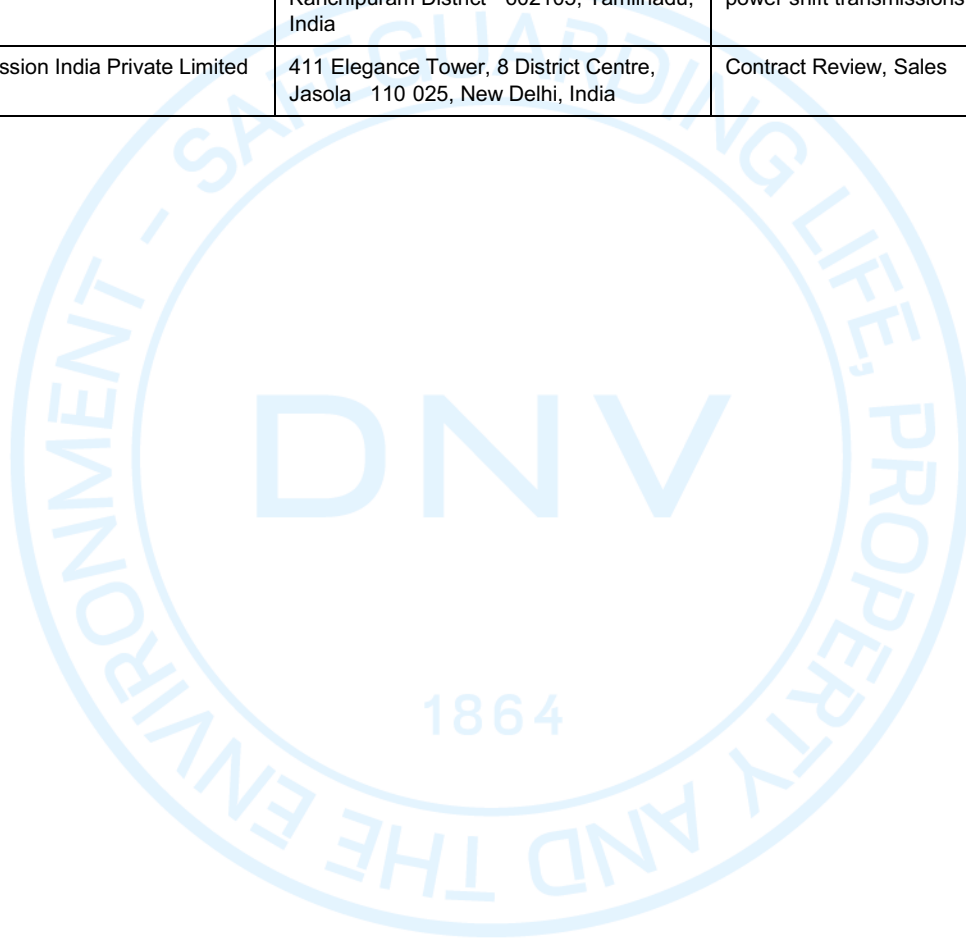 Kanchipuram District 602105, Tamilnadu,
India
power shift transmissions
ssion India Private Limited
411 Elegance Tower, 8 District Centre,
Jasola 110 025, New Delhi, India
Contract Review, Sales
SAFEGUARDING LIFE, PROPERTY AND THE ENVIRONMENT -
DNV
1864